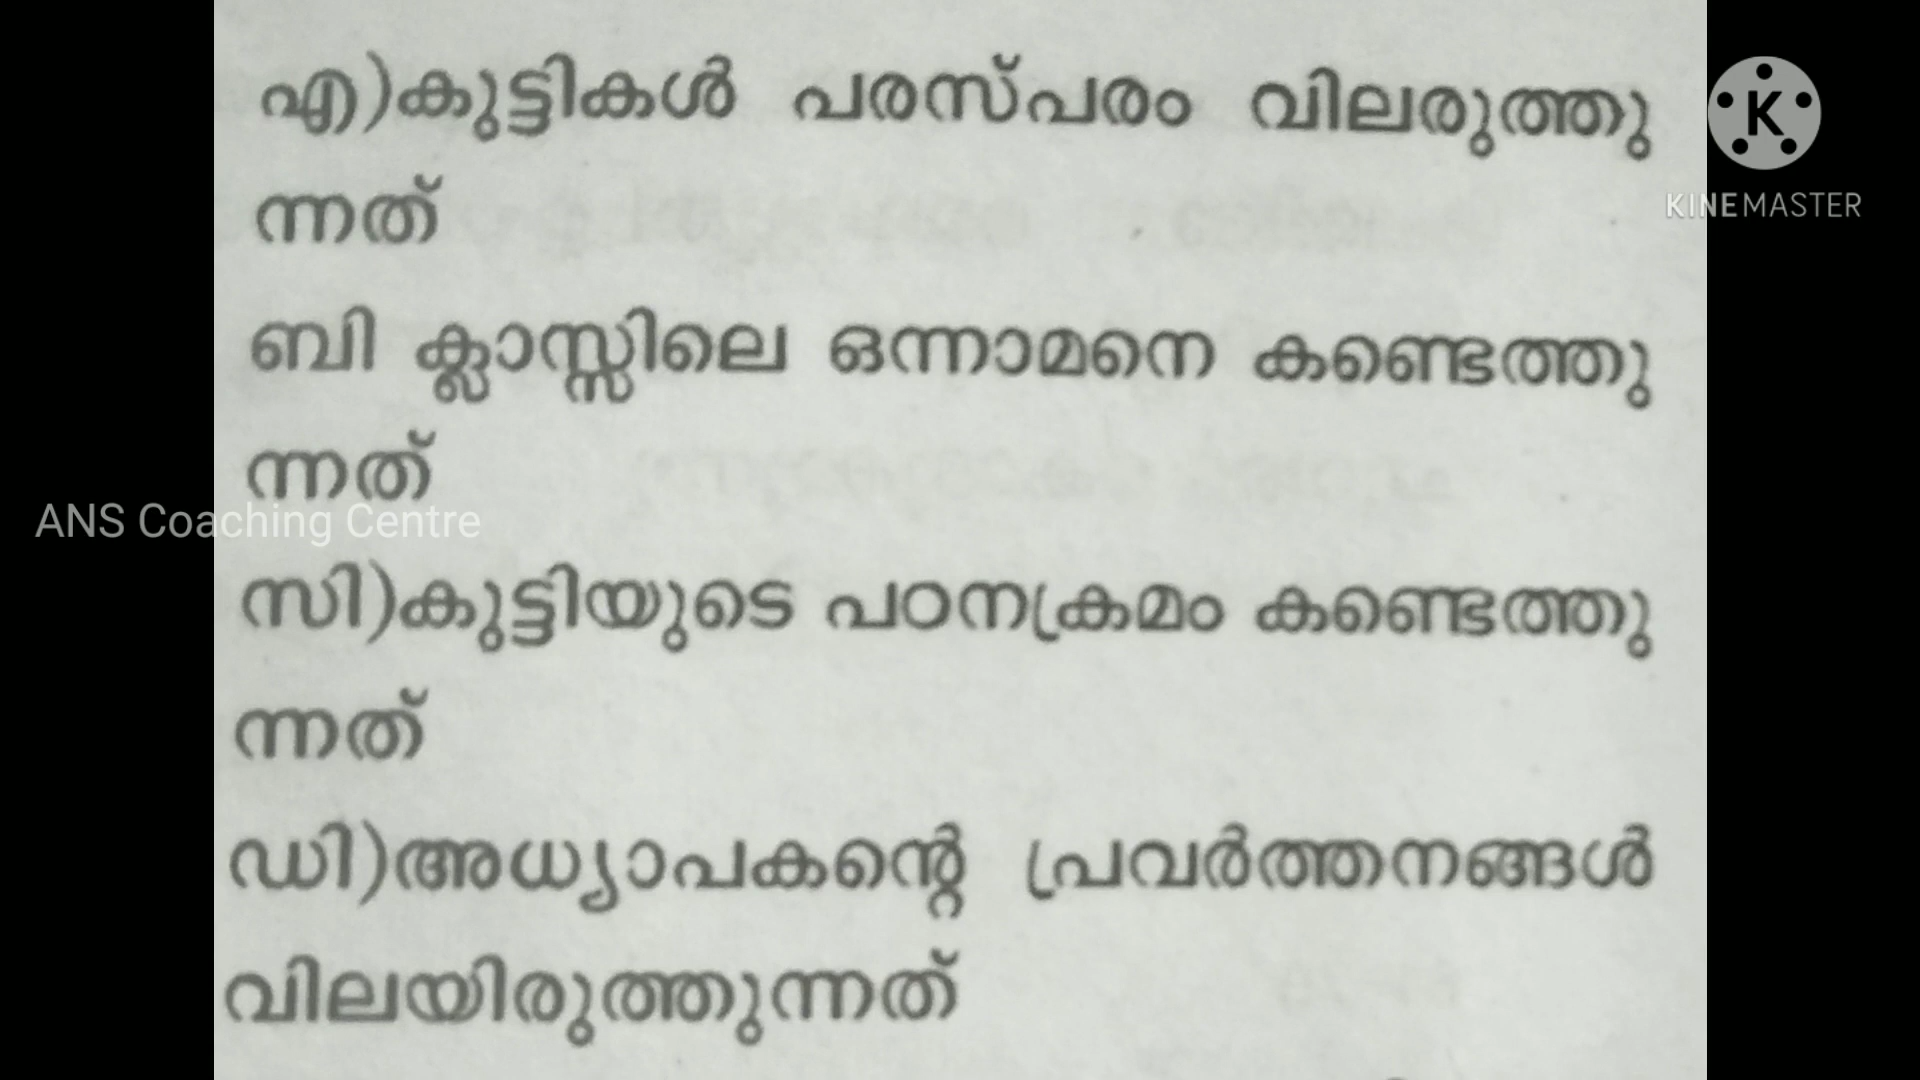 എ)കുട്ടികൾ പരസ്പരം വിലരുത്തു
ന്നത്
ബി ക്ലാസ്സിലെ ഒന്നാമനെ കണ്ടെത്തു
ന്നത്
സി)കുട്ടിയുടെ പഠനക്രമം കണ്ടെത്തു
ന്നത്
ഡി)അധ്യാപകന്റെ പ്രവർത്തനങ്ങൾ
വിലയിരുത്തുന്നത്
ANS Coaching Centre
K
KINEMASTER